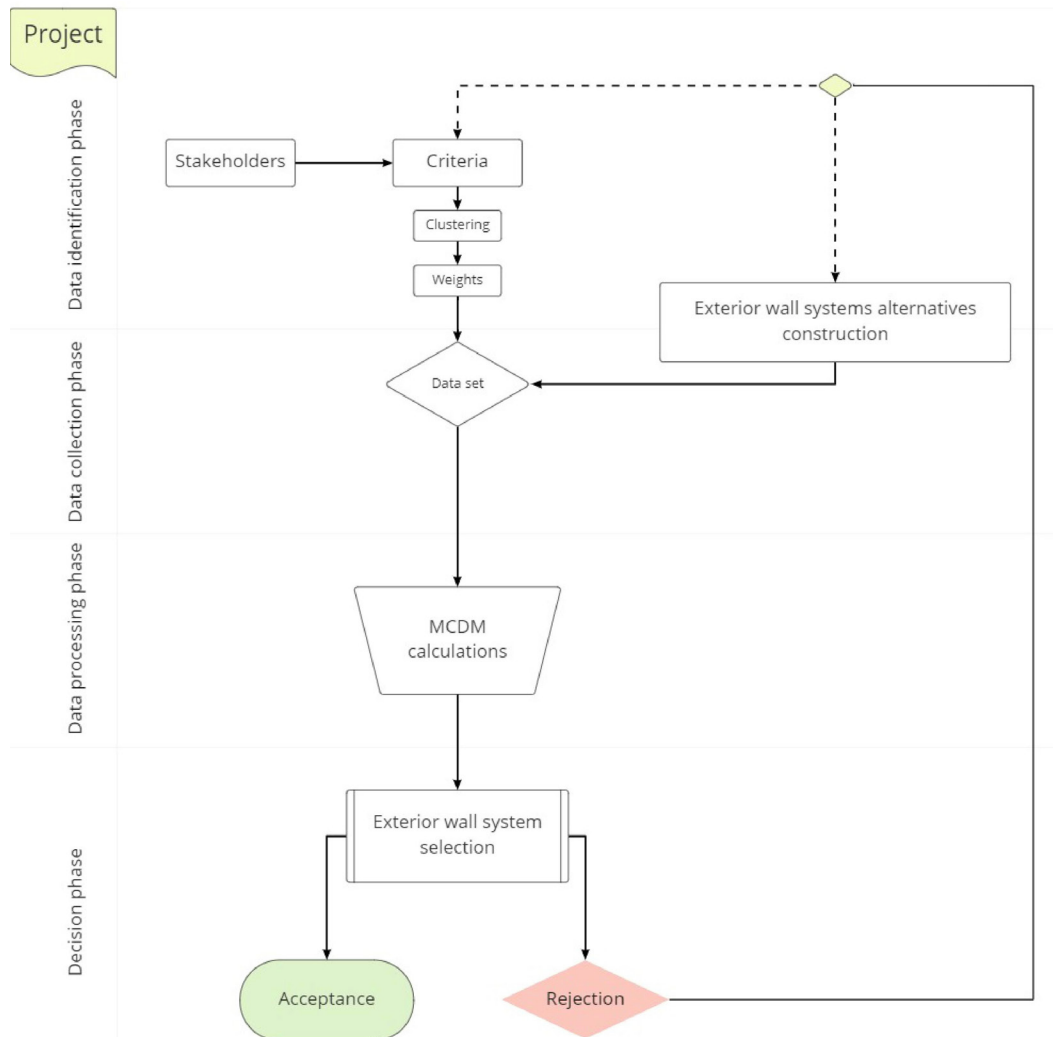 Project
Data identification phase
Stakeholders
Criteria
Clustering
Weights
Exterior wall systems alternatives
construction
Data collection phase
Data set
Data processing phase
MCDM
calculations
Decision phase
Exterior wall system
selection
Acceptance
Rejection